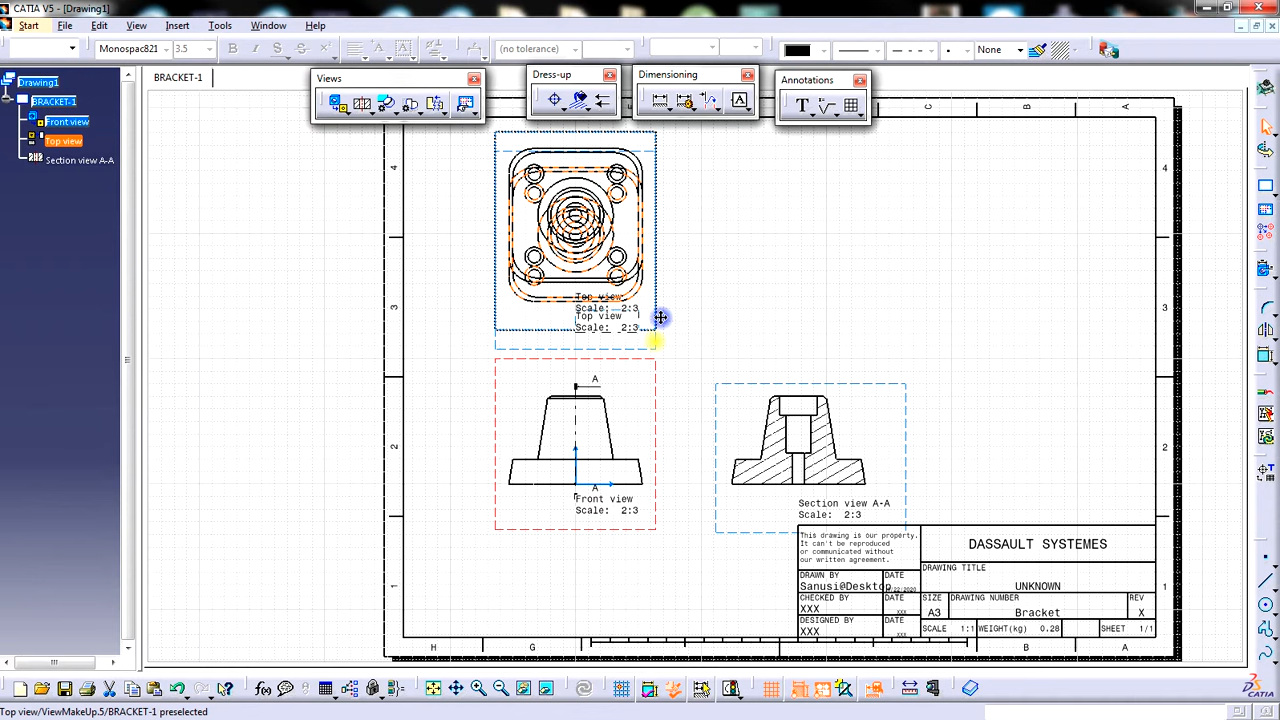 CATIA V5 - [Drawing1]
Start File Edit View Insert Tools Window Help
Monospac821 3.5 B I S (no tolerance) None
Drawing1
BRACKET-1
Front view
Top view
Section view A-A
BRACKET-1
Views
Dress-up
Dimensioning
Annotations
C B A
4 4
Top view
Scale: 2:3
Top view
Scale: 2:3
3 3
A
2 2
A
Front view
Scale: 2:3
Section view A-A
Scale: 2:3
This drawing is our property.
It can't be reproduced
or communicated without
our written agreement.
DASSAULT SYSTEMES
DRAWING TITLE
UNKNOWN
DRAWN BY DATE
Sanusi@Desktop
CHECKED BY DATE
XXX XXX
DESIGNED BY DATE
XXX XXX
SIZE A3
DRAWING NUMBER
Bracket
REV
X
SCALE 1:1 WEIGHT(kg) 0.28 SHEET 1/1
1 1
H G B A
f(x)
CATIA
Top view/ViewMakeUp.5/BRACKET-1 preselected